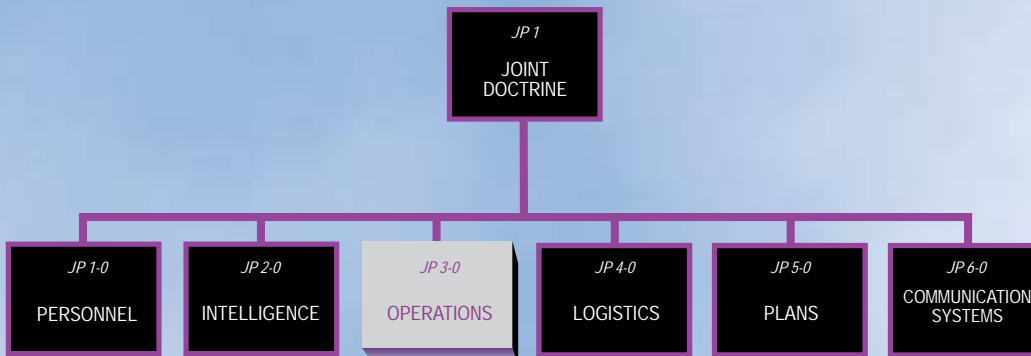 JP 1
JOINT
DOCTRINE
JP 1-0
PERSONNEL
JP 2-0
INTELLIGENCE
JP 3-0
OPERATIONS
JP 4-0
LOGISTICS
JP 5-0
PLANS
JP 6-0
COMMUNICATION
SYSTEMS